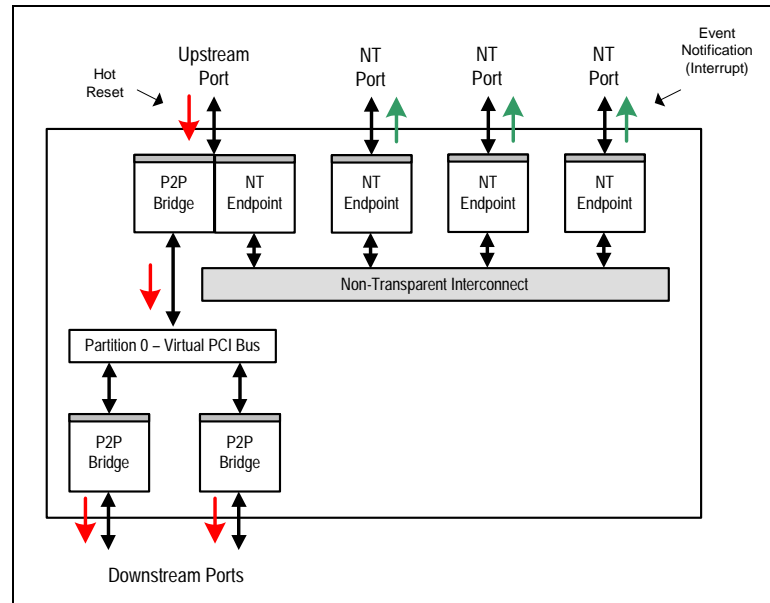 Event
Notification
(Interrupt)
Hot
Reset
Upstream
Port
NT
Port
NT
Port
NT
Port
P2P
Bridge
NT
Endpoint
NT
Endpoint
NT
Endpoint
NT
Endpoint
Non-Transparent Interconnect
Partition 0 – Virtual PCI Bus
P2P
Bridge
P2P
Bridge
Downstream Ports